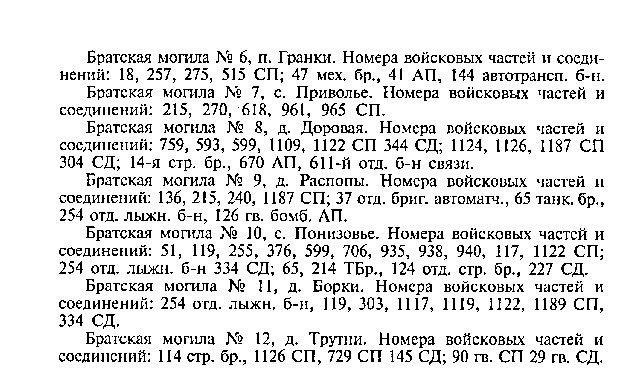 Братская могила № 6, п. Гранки. Номера войсковых частей и соеди-
нений: 18, 257, 275, 515 СП; 47 мех. бр., 41 АП, 144 автотрансп. б-н.
Братская могила № 7, с. Приволье. Номера войсковых частей и
соединений: 215, 270, 618, 961, 965 СП.
Братская могила № 8, д. Доровая. Номера войсковых частей и
соединений: 759, 593, 599, 1109, 1122 СП 344 СД; 1124, 1126, 1187 СП
304 СД; 14-я стр. бр., 670 АП, 611-й отд. б-н связи.
Братская могила № 9, д. Распопы. Номера войсковых частей и
соединений: 136, 215, 240, 1187 СП; 37 отд. бриг. автоматч., 65 танк. бр.,
254 отд. лыжн. б-н, 126 гв. бомб. АП.
Братская могила № 10, с. Понизовье. Номера войсковых частей и
соединений: 51, 119, 255, 376, 599, 706, 935, 938, 940, 117, 1122 СП;
254 отд. лыжн. б-н 334 СД; 65, 214 ТБр., 124 отд. стр. бр., 227 СД.
Братская могила № 11, д. Борки. Номера войсковых частей и
соединений: 254 отд. лыжн. б-н, 119, 303, 1117, 1119, 1122, 1189 СП,
334 СД.
Братская могила № 12, д. Трутни. Номера войсковых частей и
соединений: 114 стр. бр., 1126 СП, 729 СП 145 СД; 90 гв. СП 29 гв. СД.